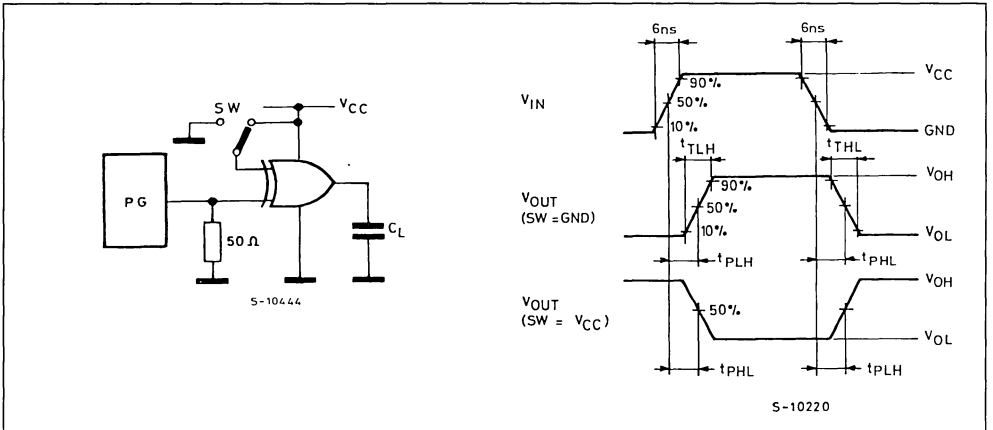 SW
VCC
PG
50Ω
CL
S-10444
6ns
6ns
VIN
90%
50%
10%
VCC
GND
tTLH
tTHL
VOUT
(SW = GND)
90%
50%
10%
VOH
VOL
tPLH
tPHL
VOUT
(SW = VCC)
50%
VOH
VOL
tPHL
tPLH
S-10220